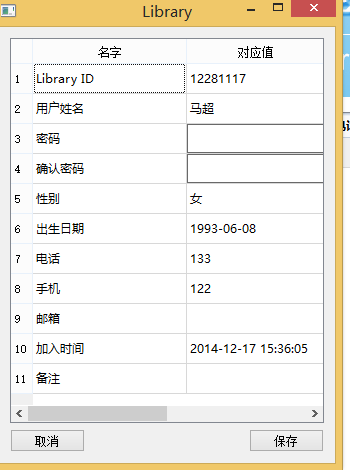 Library
名字 对应值
1 Library ID 12281117
2 用户姓名 马超
3 密码
4 确认密码
5 性别 女
6 出生日期 1993-06-08
7 电话 133
8 手机 122
9 邮箱
10 加入时间 2014-12-17 15:36:05
11 备注
取消 保存